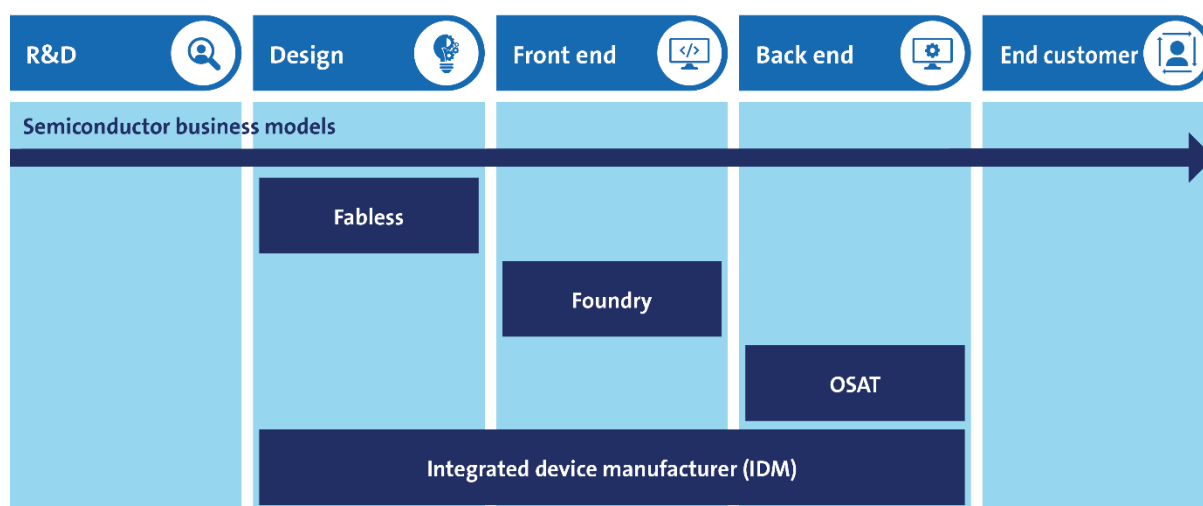 R&D
Design
Front end
</>
Back end
End customer
Semiconductor business models
Fabless
Foundry
OSAT
Integrated device manufacturer (IDM)